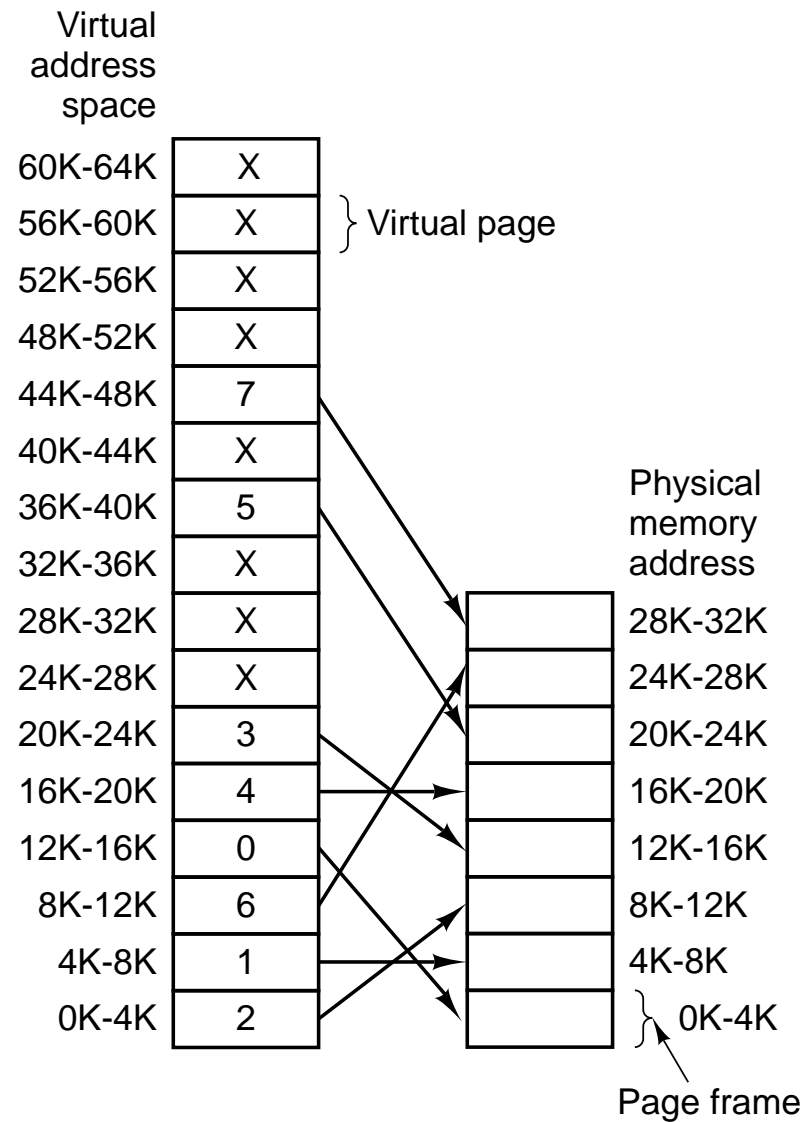 Virtual
address
space
60K-64K X
56K-60K X Virtual page
52K-56K X
48K-52K X
44K-48K 7
40K-44K X
36K-40K 5
32K-36K X
28K-32K X
24K-28K X
20K-24K 3
16K-20K 4
12K-16K 0
8K-12K 6
4K-8K 1
0K-4K 2
Physical
memory
address
28K-32K
24K-28K
20K-24K
16K-20K
12K-16K
8K-12K
4K-8K
0K-4K
Page frame